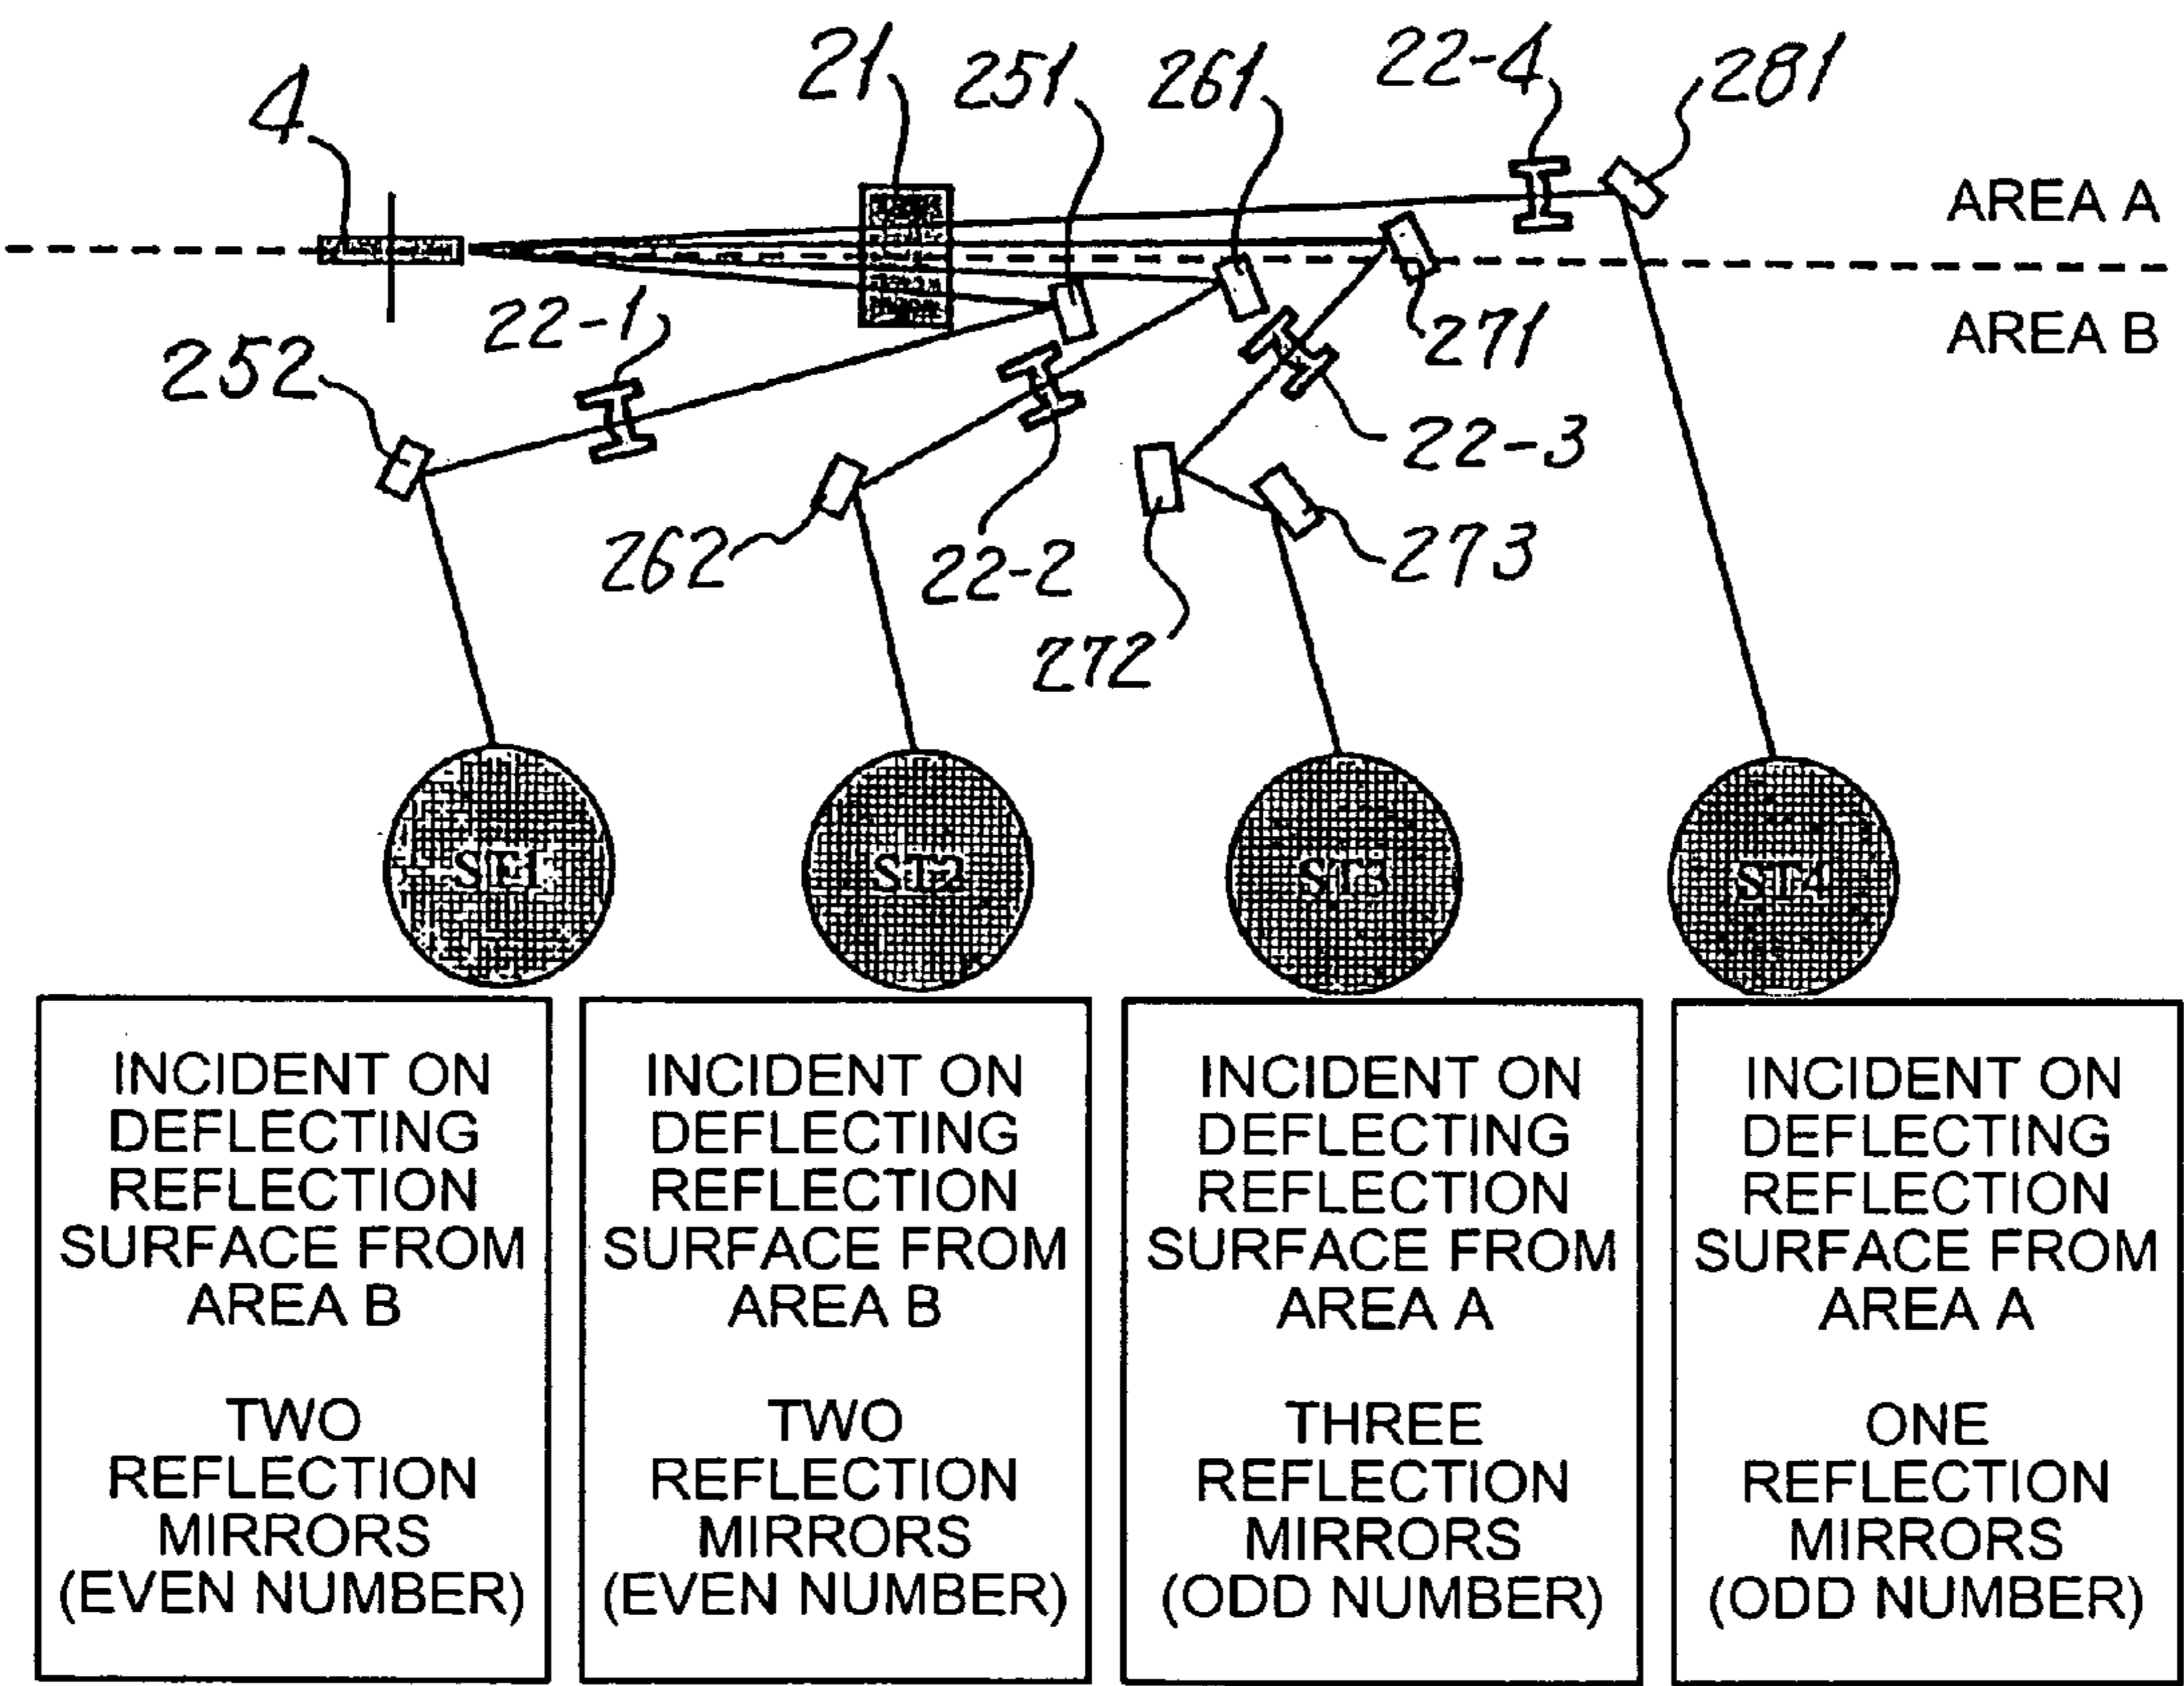 4
21
251
261
22-4
281
AREA A
AREA B
252
22-1
271
22-3
262
22-2
273
272
ST1
ST2
ST3
ST4
INCIDENT ON
DEFLECTING
REFLECTION
SURFACE FROM
AREA B
TWO
REFLECTION
MIRRORS
(EVEN NUMBER)
INCIDENT ON
DEFLECTING
REFLECTION
SURFACE FROM
AREA B
TWO
REFLECTION
MIRRORS
(EVEN NUMBER)
INCIDENT ON
DEFLECTING
REFLECTION
SURFACE FROM
AREA A
THREE
REFLECTION
MIRRORS
(ODD NUMBER)
INCIDENT ON
DEFLECTING
REFLECTION
SURFACE FROM
AREA A
ONE
REFLECTION
MIRRORS
(ODD NUMBER)